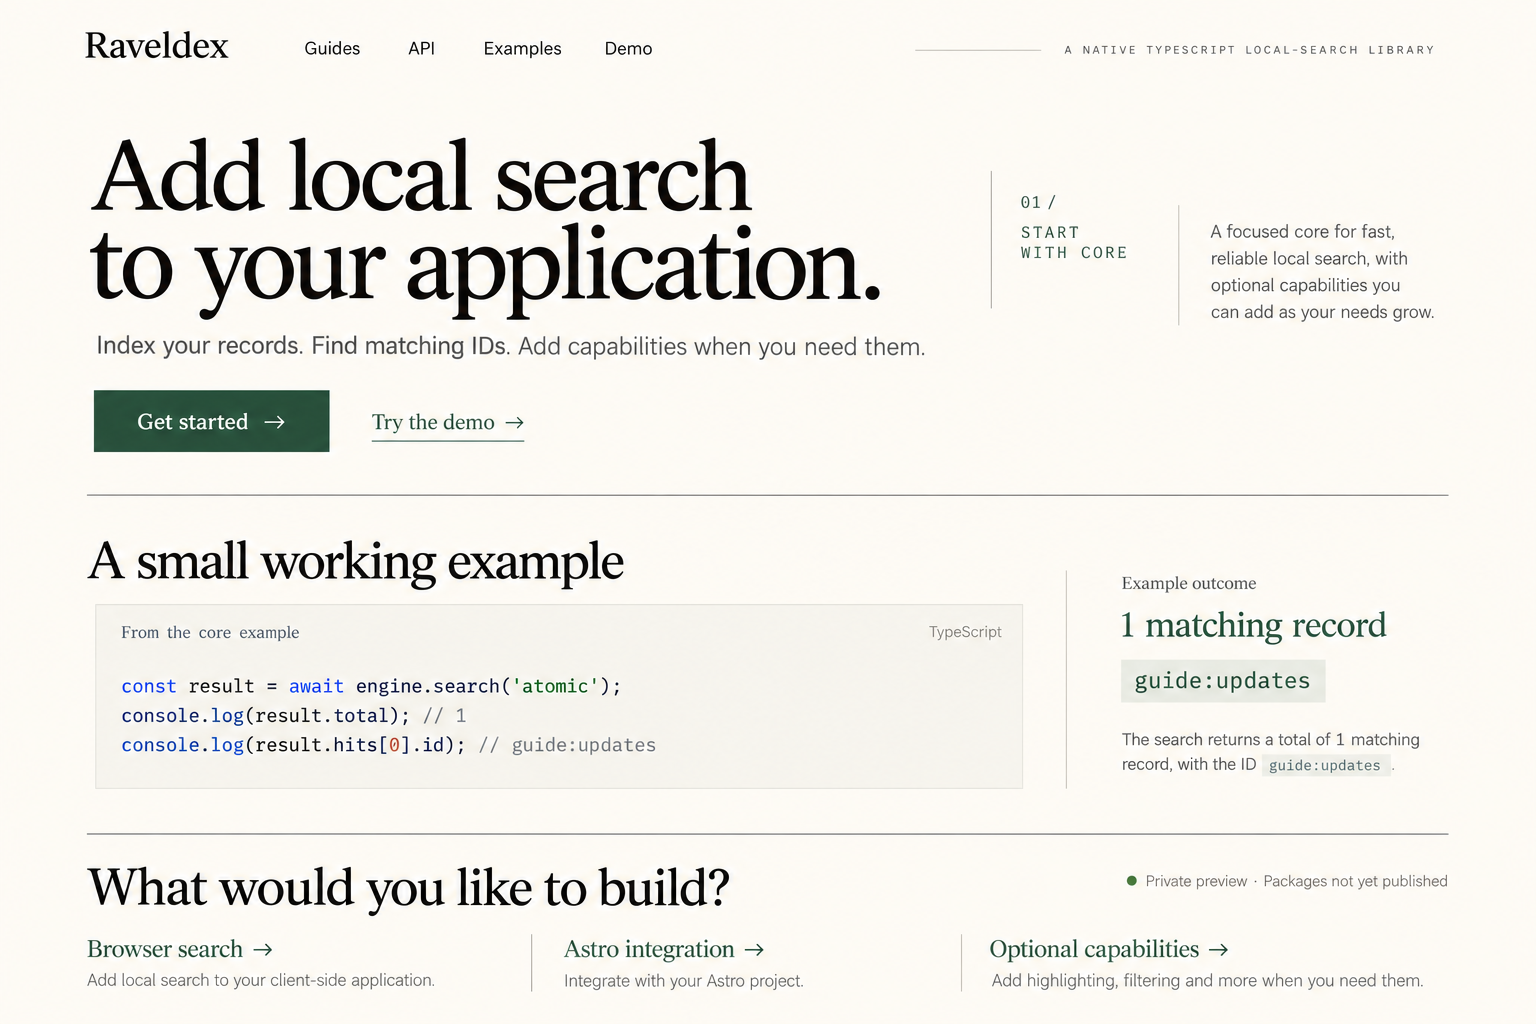 Raveldex
Guides API Examples Demo
A NATIVE TYPESCRIPT LOCAL-SEARCH LIBRARY
Add local search
to your application.
Index your records. Find matching IDs. Add capabilities when you need them.
Get started →
Try the demo →
01 /
START
WITH CORE
A focused core for fast,
reliable local search, with
optional capabilities you
can add as your needs grow.
A small working example
From the core example
TypeScript
const result = await engine.search('atomic');
console.log(result.total); // 1
console.log(result.hits[0].id); // guide:updates
Example outcome
1 matching record
guide:updates
The search returns a total of 1 matching
record, with the ID guide:updates .
What would you like to build?
Private preview · Packages not yet published
Browser search →
Add local search to your client-side application.
Astro integration →
Integrate with your Astro project.
Optional capabilities →
Add highlighting, filtering and more when you need them.